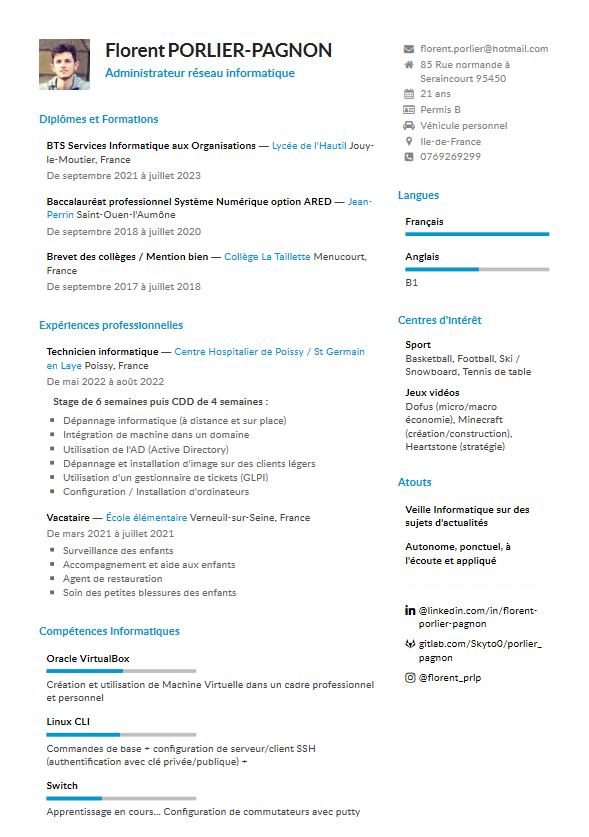 Florent PORLIER-PAGNON
Administrateur réseau informatique
Diplômes et Formations
BTS Services Informatique aux Organisations — Lycée de l'Hautil Jouy-
le-Moutier, France
De septembre 2021 à juillet 2023
Baccalauréat professionnel Système Numérique option ARED — Jean-
Perrin Saint-Ouen-l'Aumône
De septembre 2018 à juillet 2020
Brevet des collèges / Mention bien — Collège La Taillette Menucourt,
France
De septembre 2017 à juillet 2018
Expériences professionnelles
Technicien informatique — Centre Hospitalier de Poissy / St Germain
en Laye Poissy, France
De mai 2022 à août 2022
Stage de 6 semaines puis CDD de 4 semaines :
Dépannage informatique (à distance et sur place)
Intégration de machine dans un domaine
Utilisation de l'AD (Active Directory)
Dépannage et installation d'image sur des clients légers
Utilisation d'un gestionnaire de tickets (GLPI)
Configuration / Installation d'ordinateurs
Vacataire — École élémentaire Verneuil-sur-Seine, France
De mars 2021 à juillet 2021
Surveillance des enfants
Accompagnement et aide aux enfants
Agent de restauration
Soin des petites blessures des enfants
Compétences Informatiques
Oracle VirtualBox
Création et utilisation de Machine Virtuelle dans un cadre professionnel
et personnel
Linux CLI
Commandes de base + configuration de serveur/client SSH
(authentification avec clé privée/publique) +
Switch
Apprentissage en cours... Configuration de commutateurs avec putty
florent.porlier@hotmail.com
85 Rue normande à
Seraincourt 95450
21 ans
Permis B
Véhicule personnel
Ile-de-France
0769269299
Langues
Français
Anglais
B1
Centres d'intérêt
Sport
Basketball, Football, Ski /
Snowboard, Tennis de table
Jeux vidéos
Dofus (micro/macro
économie), Minecraft
(création/construction),
Heartstone (stratégie)
Atouts
Veille Informatique sur des
sujets d'actualités
Autonome, ponctuel, à
l'écoute et appliqué
@linkedin.com/in/florent-
porlier-pagnon
gitlab.com/Skyto0/porlier_
pagnon
@florent_prlp